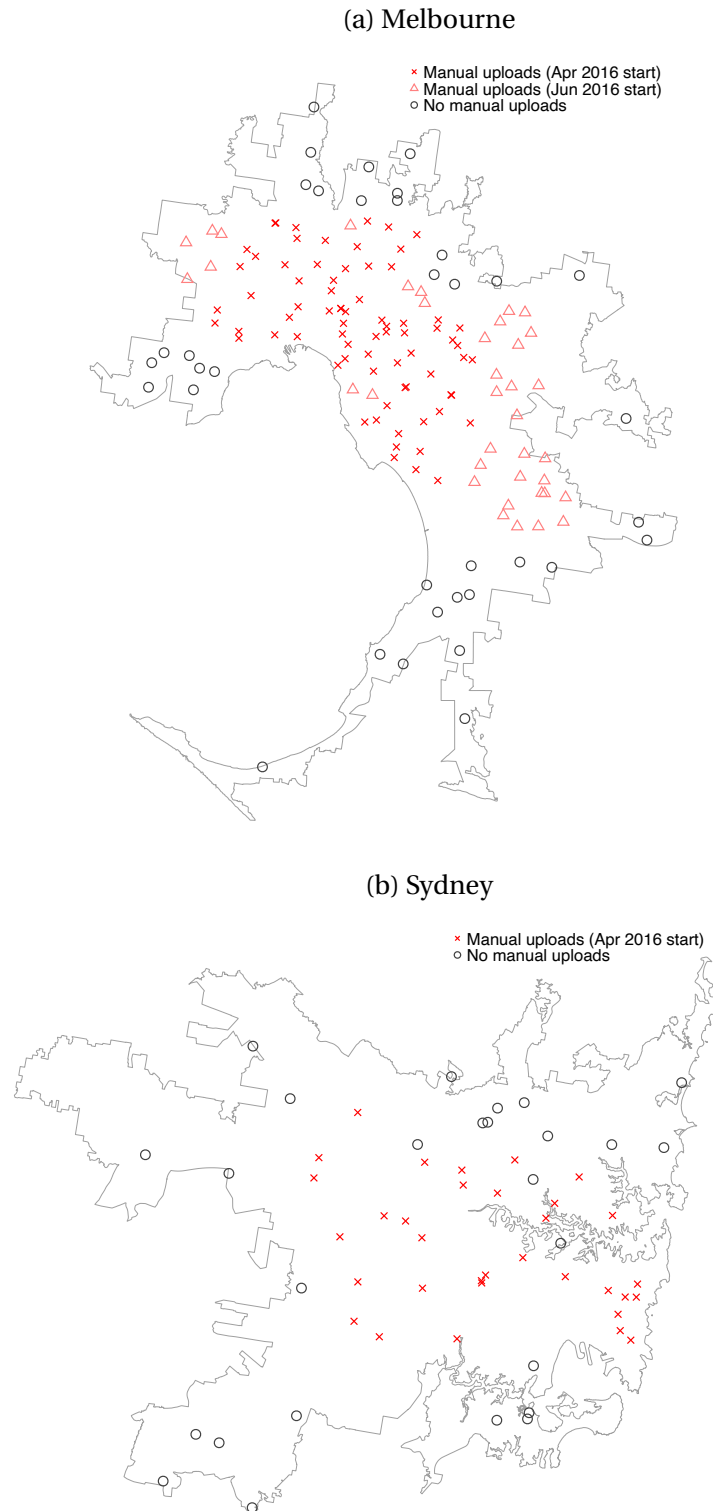 (a) Melbourne
× Manual uploads (Apr 2016 start)
△ Manual uploads (Jun 2016 start)
○ No manual uploads
(b) Sydney
× Manual uploads (Apr 2016 start)
○ No manual uploads